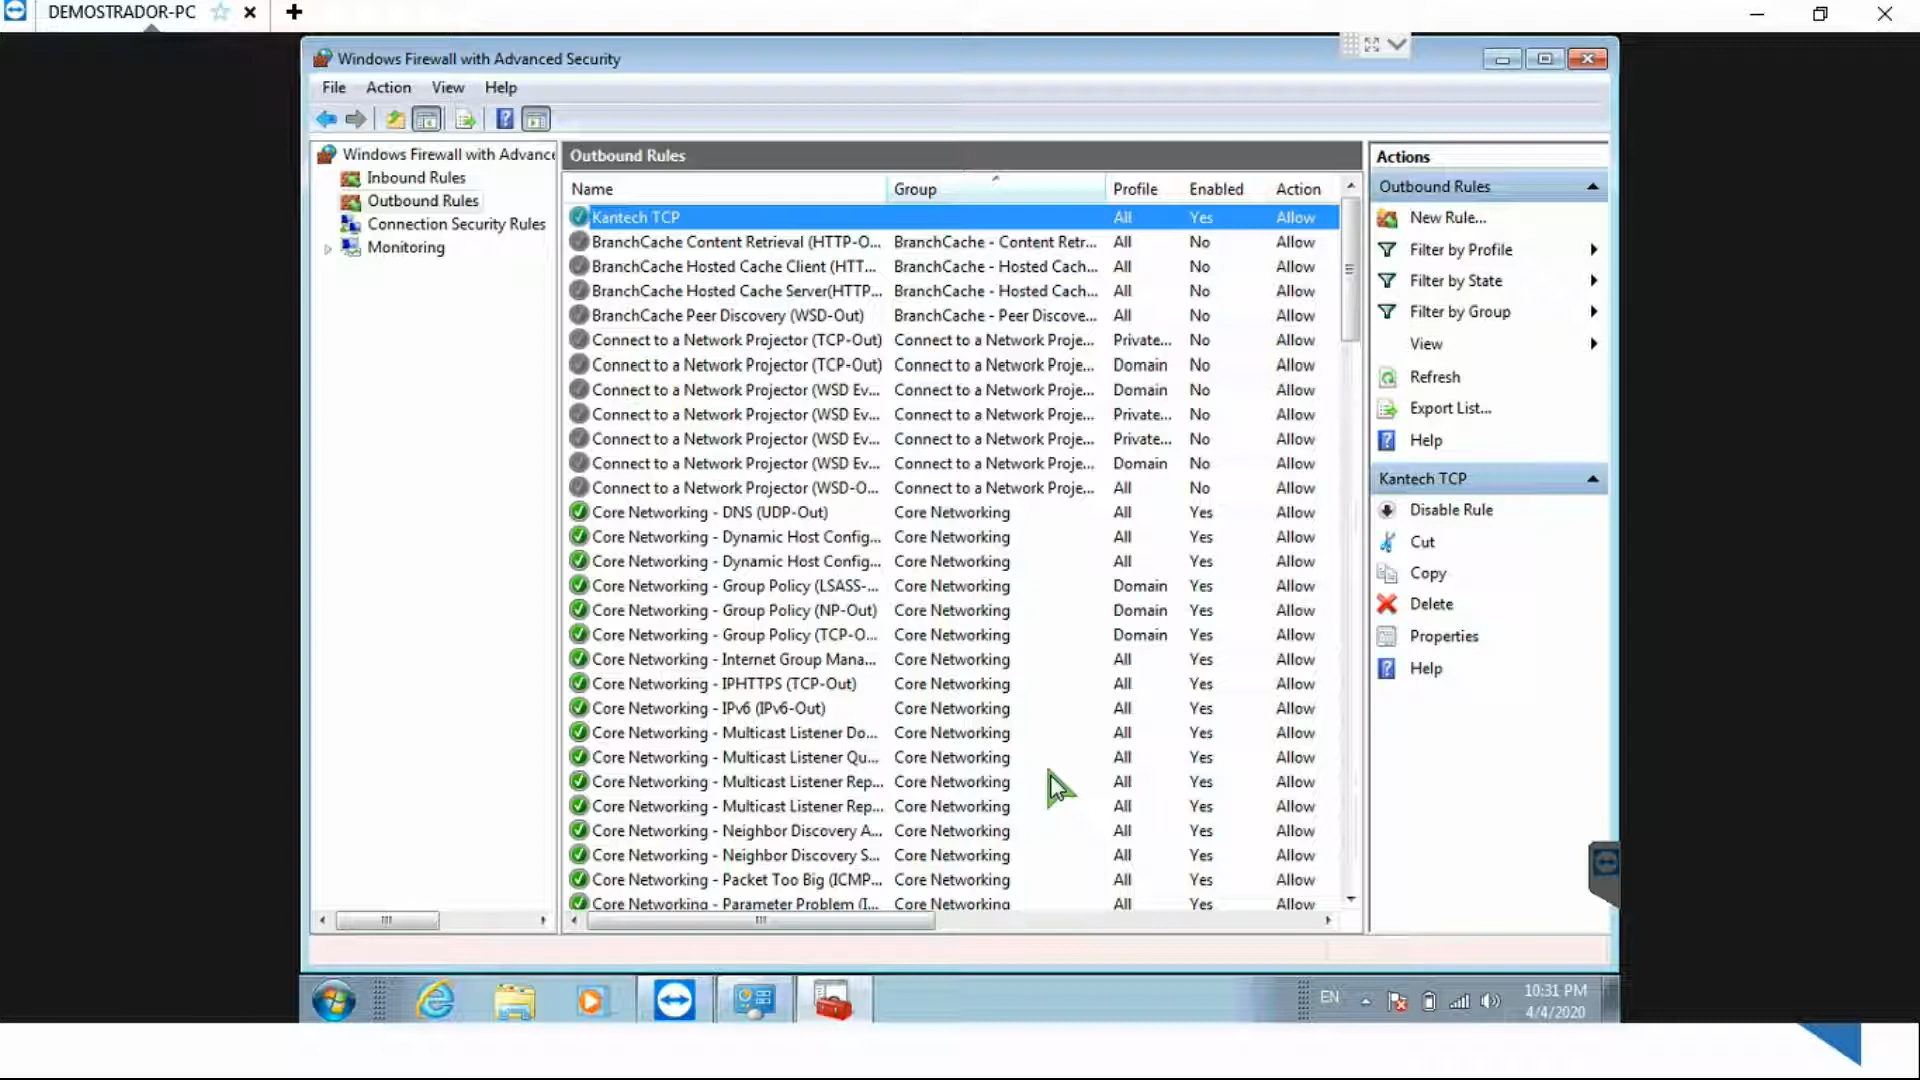 DEMOSTRADOR-PC
Windows Firewall with Advanced Security
File Action View Help
Windows Firewall with Advance
Inbound Rules
Outbound Rules
Connection Security Rules
Monitoring
Outbound Rules
Name Group Profile Enabled Action
Kantech TCP All Yes Allow
BranchCache Content Retrieval (HTTP-O... BranchCache - Content Retr... All No Allow
BranchCache Hosted Cache Client (HTT... BranchCache - Hosted Cach... All No Allow
BranchCache Hosted Cache Server(HTTP... BranchCache - Hosted Cach... All No Allow
BranchCache Peer Discovery (WSD-Out) BranchCache - Peer Discove... All No Allow
Connect to a Network Projector (TCP-Out) Connect to a Network Proje... Private... No Allow
Connect to a Network Projector (TCP-Out) Connect to a Network Proje... Domain No Allow
Connect to a Network Projector (WSD Ev... Connect to a Network Proje... Domain No Allow
Connect to a Network Projector (WSD Ev... Connect to a Network Proje... Private... No Allow
Connect to a Network Projector (WSD Ev... Connect to a Network Proje... Private... No Allow
Connect to a Network Projector (WSD Ev... Connect to a Network Proje... Domain No Allow
Connect to a Network Projector (WSD-O... Connect to a Network Proje... All No Allow
Core Networking - DNS (UDP-Out) Core Networking All Yes Allow
Core Networking - Dynamic Host Config... Core Networking All Yes Allow
Core Networking - Dynamic Host Config... Core Networking All Yes Allow
Core Networking - Group Policy (LSASS-... Core Networking Domain Yes Allow
Core Networking - Group Policy (NP-Out) Core Networking Domain Yes Allow
Core Networking - Group Policy (TCP-O... Core Networking Domain Yes Allow
Core Networking - Internet Group Mana... Core Networking All Yes Allow
Core Networking - IPHTTPS (TCP-Out) Core Networking All Yes Allow
Core Networking - IPv6 (IPv6-Out) Core Networking All Yes Allow
Core Networking - Multicast Listener Do... Core Networking All Yes Allow
Core Networking - Multicast Listener Qu... Core Networking All Yes Allow
Core Networking - Multicast Listener Rep... Core Networking All Yes Allow
Core Networking - Multicast Listener Rep... Core Networking All Yes Allow
Core Networking - Neighbor Discovery A... Core Networking All Yes Allow
Core Networking - Neighbor Discovery S... Core Networking All Yes Allow
Core Networking - Packet Too Big (ICMP... Core Networking All Yes Allow
Core Networking - Parameter Problem (I... Core Networking All Yes Allow
Actions
Outbound Rules
New Rule...
Filter by Profile
Filter by State
Filter by Group
View
Refresh
Export List...
Help
Kantech TCP
Disable Rule
Cut
Copy
Delete
Properties
Help
EN
10:31 PM
4/4/2020